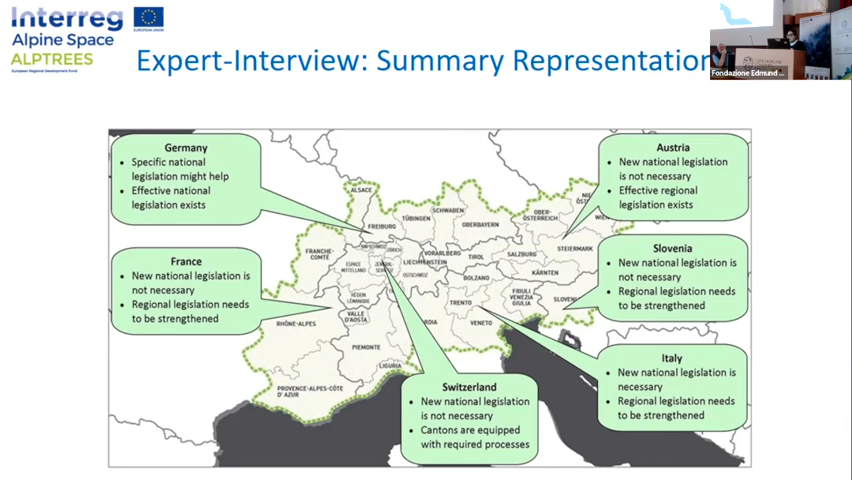 Interreg
EUROPEAN UNION
Alpine Space
ALPTREES
European Regional Development Fund
Expert-Interview: Summary Representation
Fondazione Edmund ...
Germany
• Specific national
legislation might help
• Effective national
legislation exists
France
• New national legislation is
not necessary
• Regional legislation needs
to be strengthened
Switzerland
• New national legislation
is not necessary
• Cantons are equipped
with required processes
Austria
• New national legislation
is not necessary
• Effective regional
legislation exists
Slovenia
• New national legislation is
not necessary
• Regional legislation needs
to be strengthened
Italy
• New national legislation is
necessary
• Regional legislation needs
to be strengthened
ALSACE
FREIBURG
TÜBINGEN
SCHWABEN
OBERBAYERN
OBER-
ÖSTERREICH
WIEN
FRANCHE-
COMTÉ
ESPACE
MITTELLAND
VORARLBERG
LIECHTENSTEIN
OSTSCHWEIZ
TIROL
SALZBURG
STEIERMARK
KÄRNTEN
BOLZANO
RÉGION
LÉMANIQUE
VALLE
D'AOSTA
TRENTO
FRIULI
VENEZIA
GIULIA
SLOVENI
RDIA
VENETO
RHÔNE-ALPES
PIEMONTE
LIGURIA
PROVENCE-ALPES-CÔTE
D'AZUR